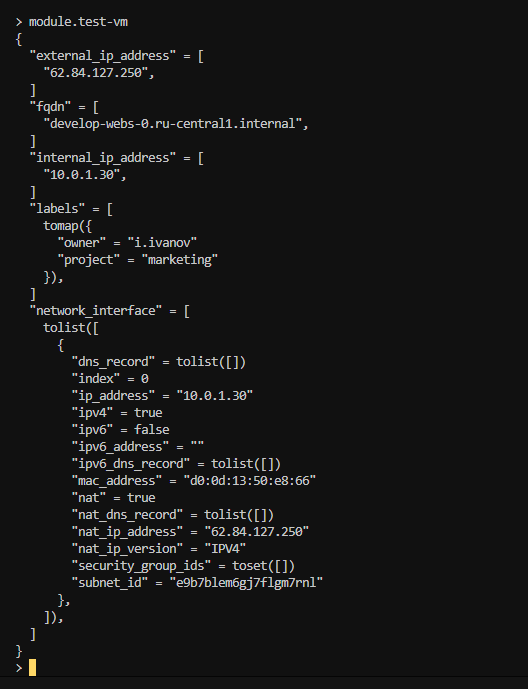 > module.test-vm
{
  "external_ip_address" = [
    "62.84.127.250",
  ]
  "fqdn" = [
    "develop-webs-0.ru-central1.internal",
  ]
  "internal_ip_address" = [
    "10.0.1.30",
  ]
  "labels" = [
    tomap({
      "owner" = "i.ivanov"
      "project" = "marketing"
    }),
  ]
  "network_interface" = [
    tolist([
      {
        "dns_record" = tolist([])
        "index" = 0
        "ip_address" = "10.0.1.30"
        "ipv4" = true
        "ipv6" = false
        "ipv6_address" = ""
        "ipv6_dns_record" = tolist([])
        "mac_address" = "d0:0d:13:50:e8:66"
        "nat" = true
        "nat_dns_record" = tolist([])
        "nat_ip_address" = "62.84.127.250"
        "nat_ip_version" = "IPV4"
        "security_group_ids" = toset([])
        "subnet_id" = "e9b7blem6gj7flgm7rnl"
      },
    ]),
  ]
}
>